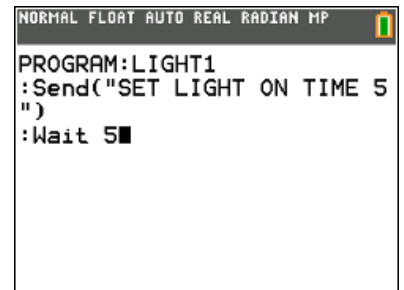 NORMAL FLOAT AUTO REAL RADIAN MP
PROGRAM:LIGHT1
:Send("SET LIGHT ON TIME 5
")
:Wait 5